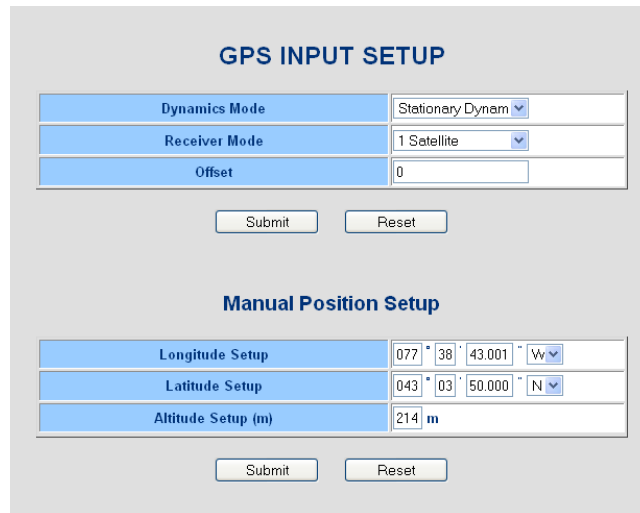 GPS INPUT SETUP
Dynamics Mode Stationary Dynam
Receiver Mode 1 Satellite
Offset 0
Submit Reset
Manual Position Setup
Longitude Setup 077 ° 38 ' 43.001 " W
Latitude Setup 043 ° 03 ' 50.000 " N
Altitude Setup (m) 214 m
Submit Reset